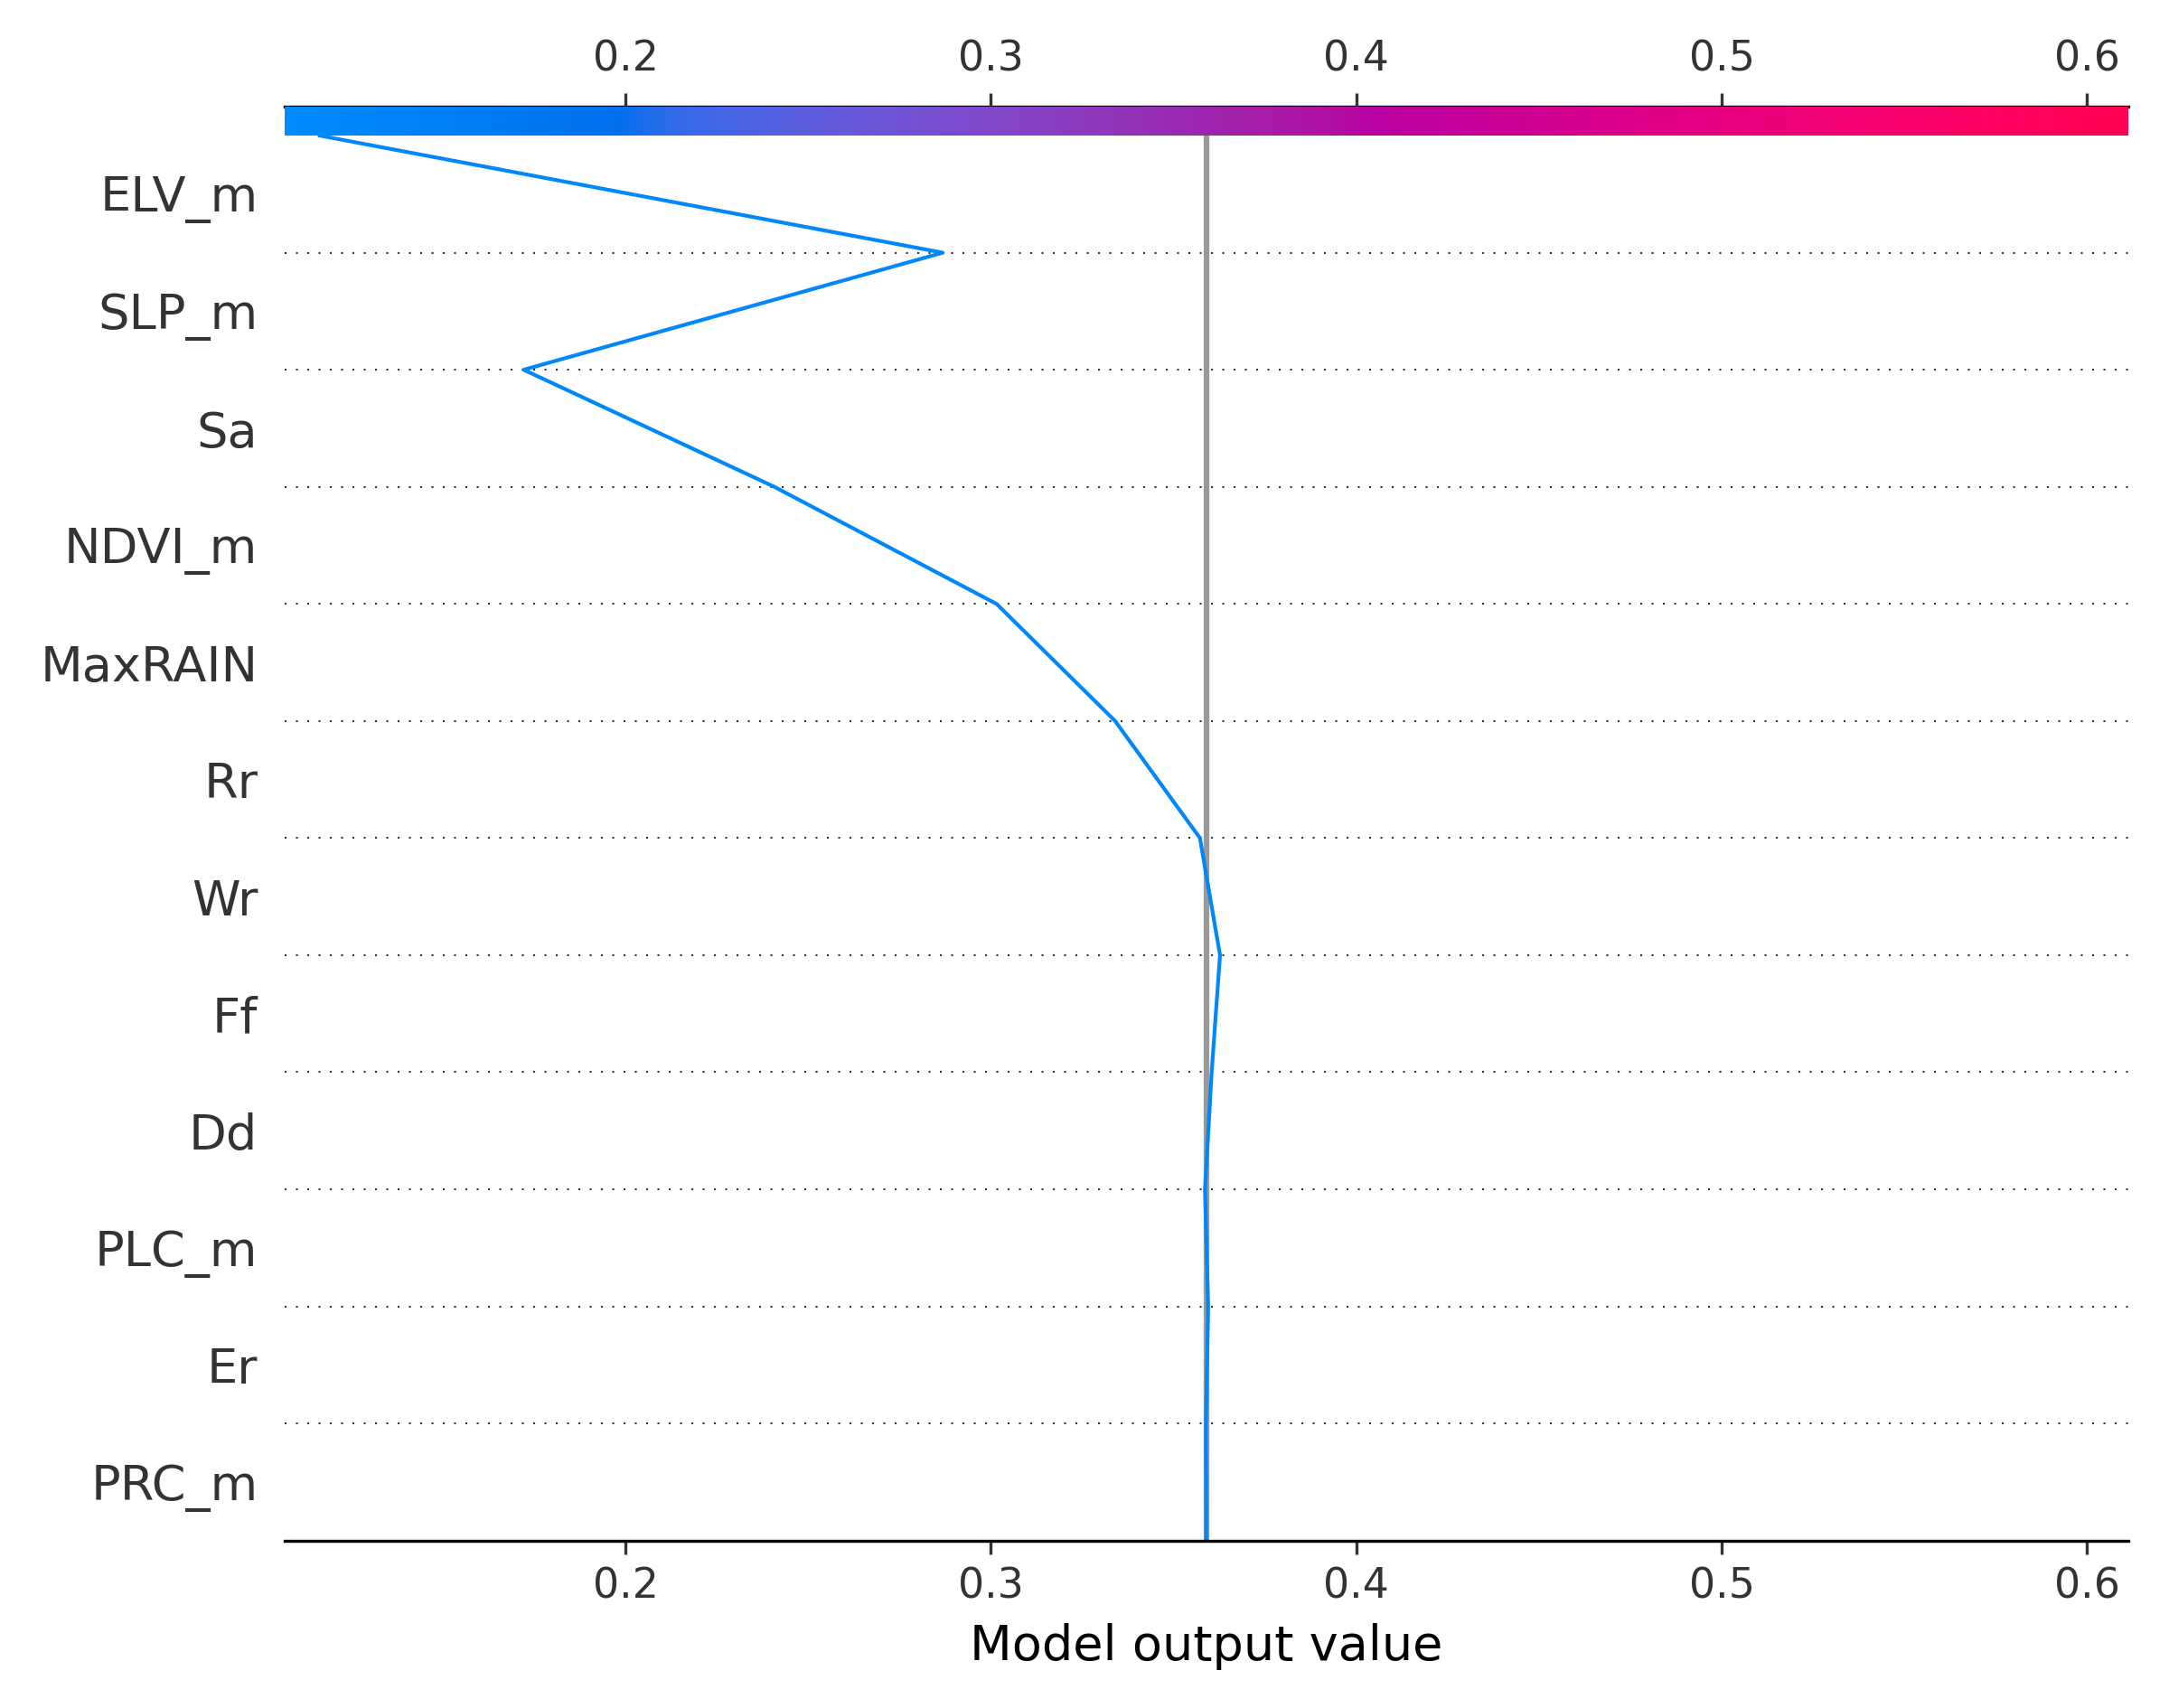 0.2 0.3 0.4 0.5 0.6
ELV_m
SLP_m
Sa
NDVI_m
MaxRAIN
Rr
Wr
Ff
Dd
PLC_m
Er
PRC_m
0.2 0.3 0.4 0.5 0.6
Model output value